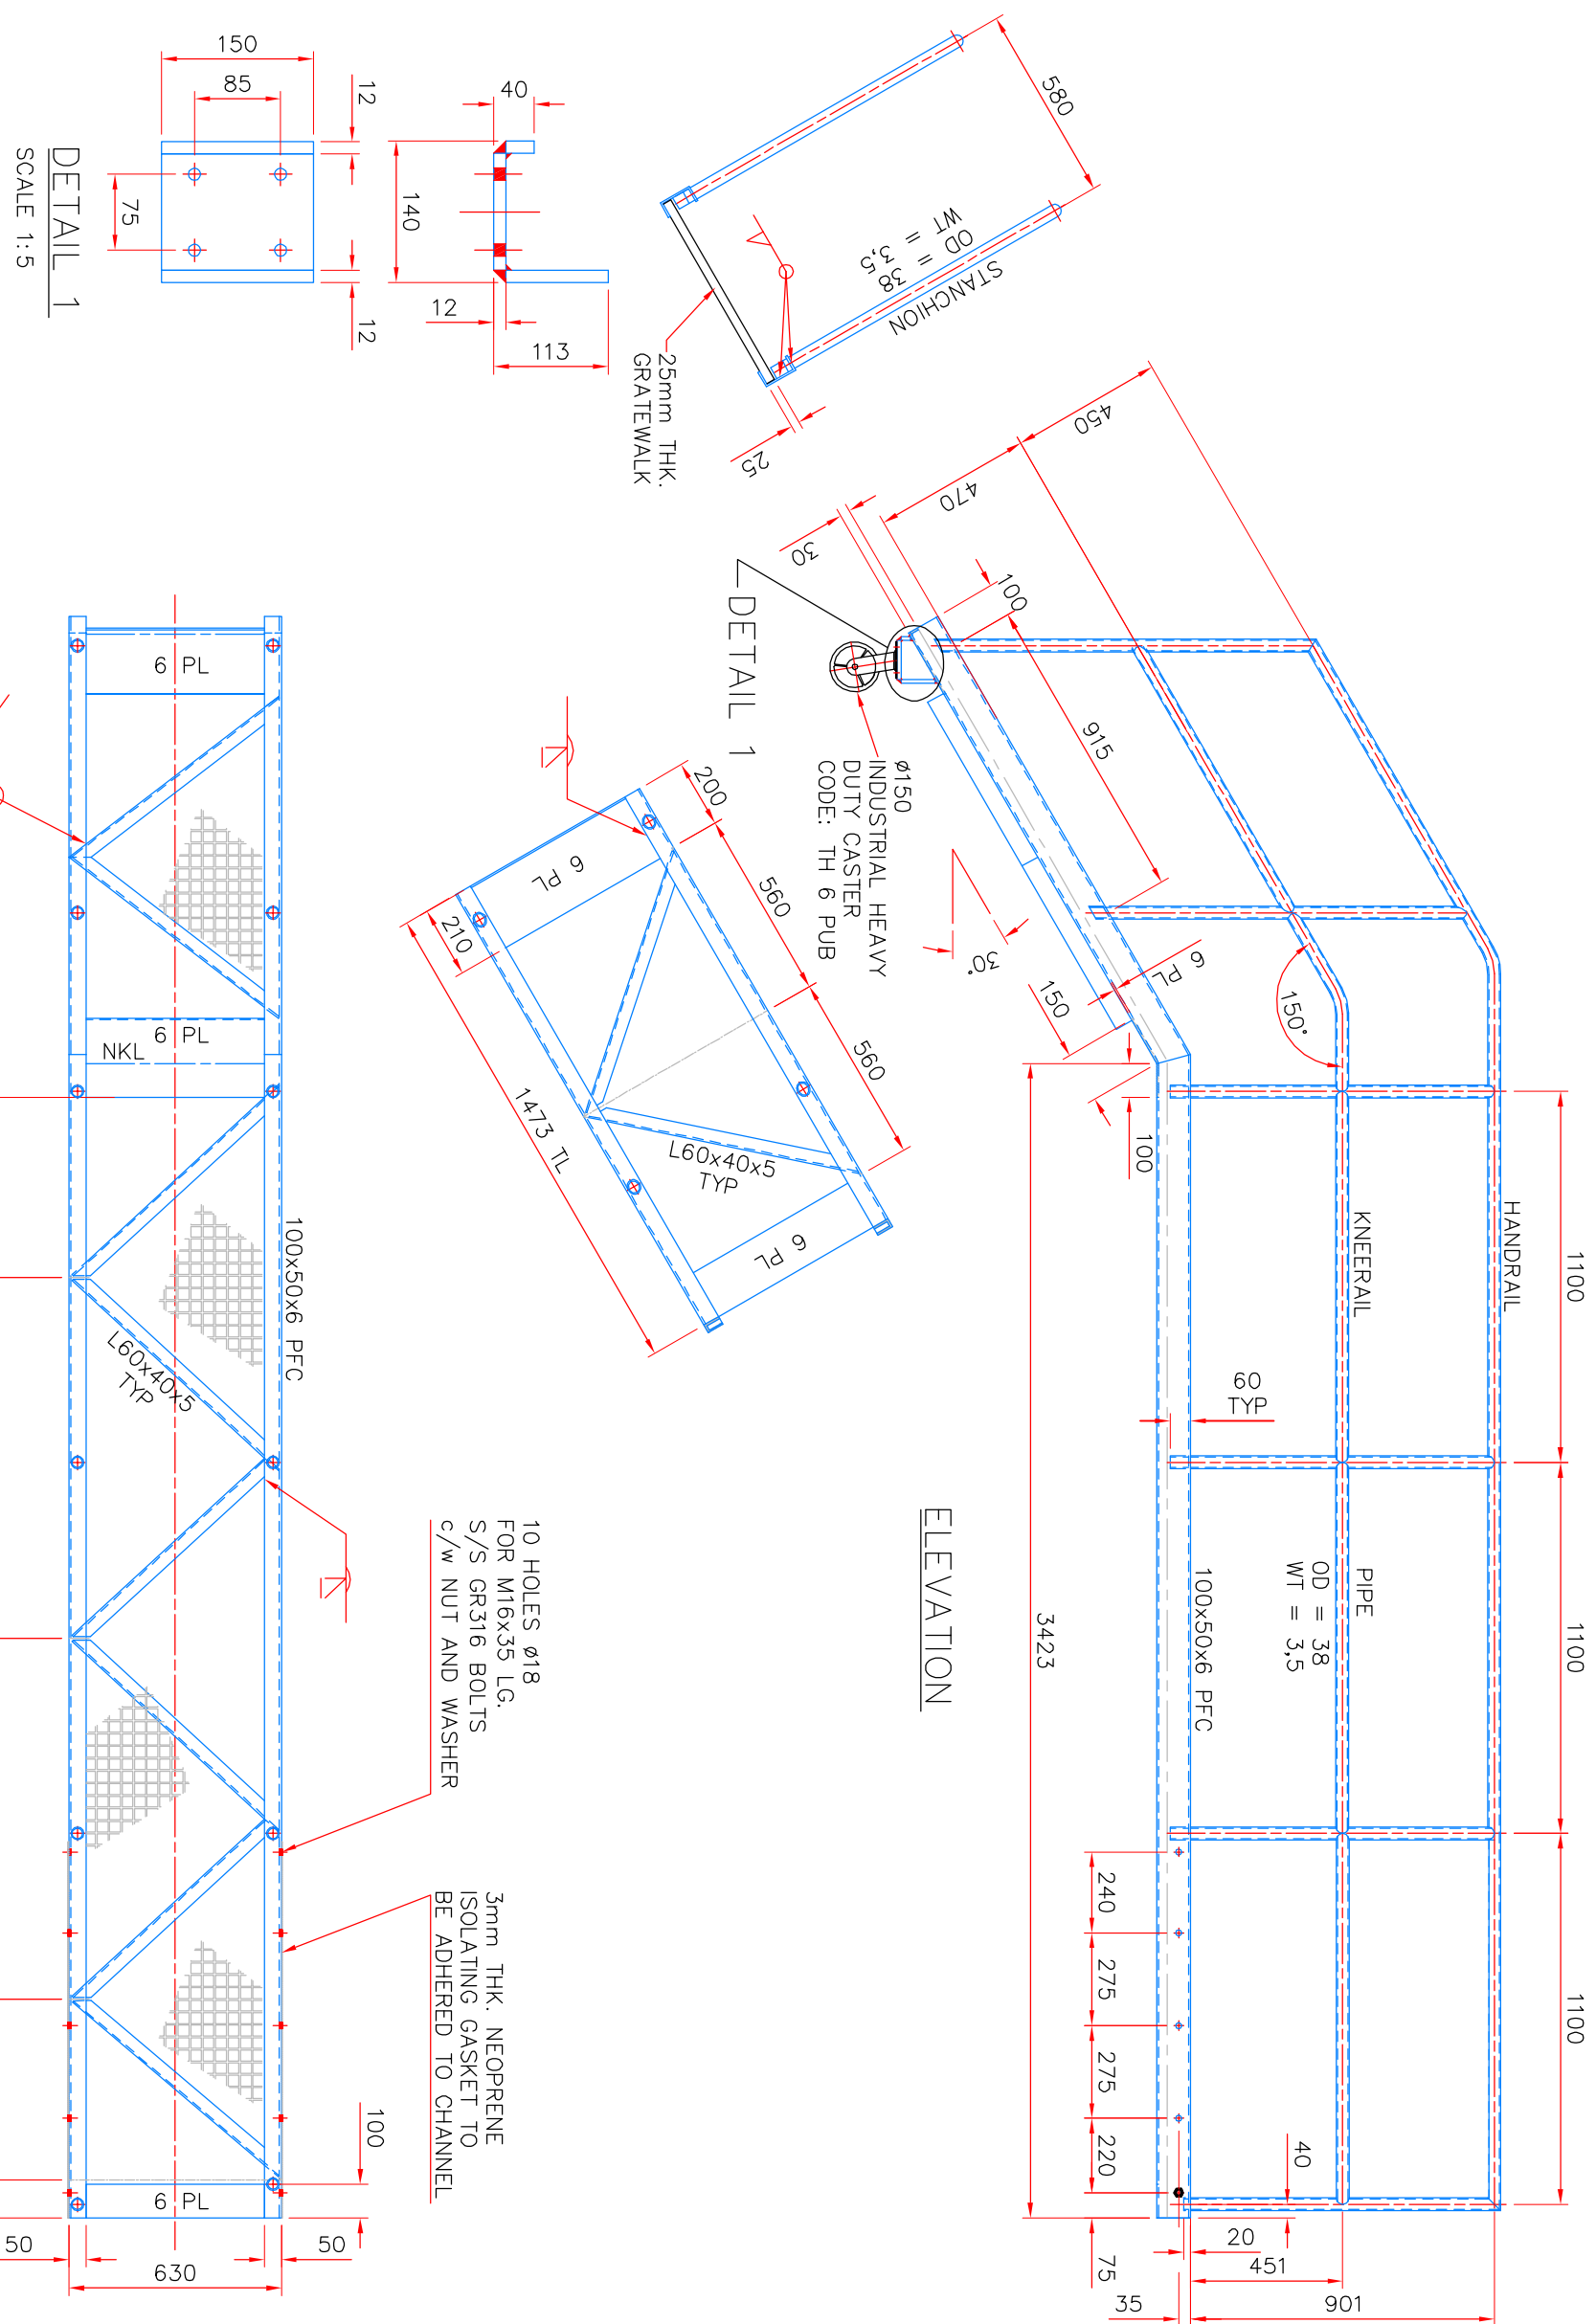 1100
1100
1100
HANDRAIL
KNEERAIL
PIPE
OD = 38
WT = 3,5
150°
60
TYP
100x50x6 PFC
40
20
451
901
35
75
240
275
275
220
3423
100
150
6 PL
30°
915
100
450
470
30
ELEVATION
DETAIL 1
Ø150
INDUSTRIAL HEAVY
DUTY CASTER
CODE: TH 6 PUB
580
STANCHION
OD = 38
WT = 3,5
25
25mm THK.
GRATEWALK
200
560
560
6 PL
210
1473 TL
L60x40x5
TYP
6 PL
40
140
12
113
150
85
12
75
12
DETAIL 1
SCALE 1:5
10 HOLES Ø18
FOR M16x35 LG.
S/S GR316 BOLTS
c/w NUT AND WASHER
3mm THK. NEOPRENE
ISOLATING GASKET TO
BE ADHERED TO CHANNEL
100
100x50x6 PFC
6 PL
6 PL
NKL
L60x40x5
TYP
6 PL
50
630
50